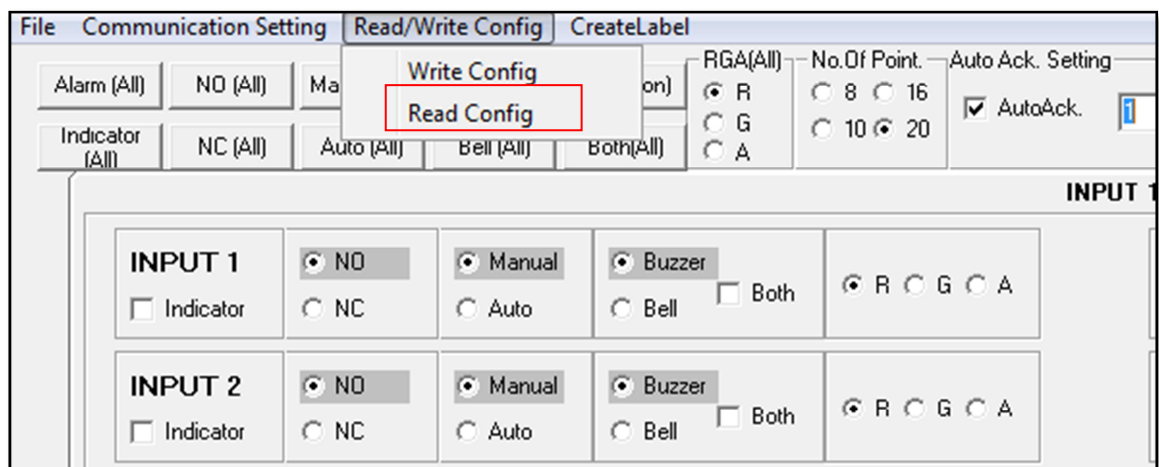 File Communication Setting Read/Write Config CreateLabel
Write Config
Read Config
Alarm (All) NO (All) Ma on)
Indicator (All) NC (All) Auto (All) Bell (All) Both(All)
RGA(All)
R
G
A
No.Of Point.
8 16
10 20
Auto Ack. Setting
AutoAck. 1
INPUT 1
INPUT 1 NO Manual Buzzer
Both R G A
Indicator NC Auto Bell
INPUT 2 NO Manual Buzzer
Both R G A
Indicator NC Auto Bell